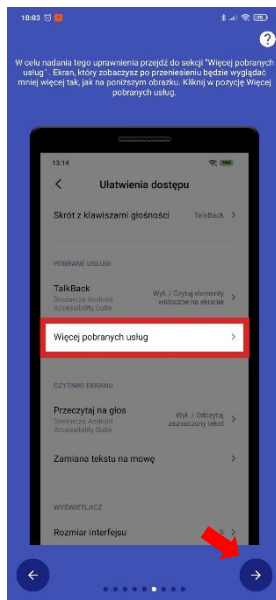 10:03
?
W celu nadania tego uprawnienia przejdź do sekcji "Więcej pobranych
usług". Ekran, który zobaczysz po przeniesieniu będzie wyglądać
mniej więcej tak, jak na poniższym obrazku. Kliknij w pozycję Więcej
pobranych usług.
13:14
Ułatwienia dostępu
Skrót z klawiszami głośności TalkBack
POBRANE USŁUGI
TalkBack
Dostarcza Android
Accessibility Suite
Wył. / Czytaj elementy
widoczne na ekranie
Więcej pobranych usług
CZYTNIKI EKRANU
Przeczytaj na głos
Dostarcza Android
Accessibility Suite
Wył. / Odczytaj
zaznaczony tekst
Zamiana tekstu na mowę
WYŚWIETLACZ
Rozmiar interfejsu